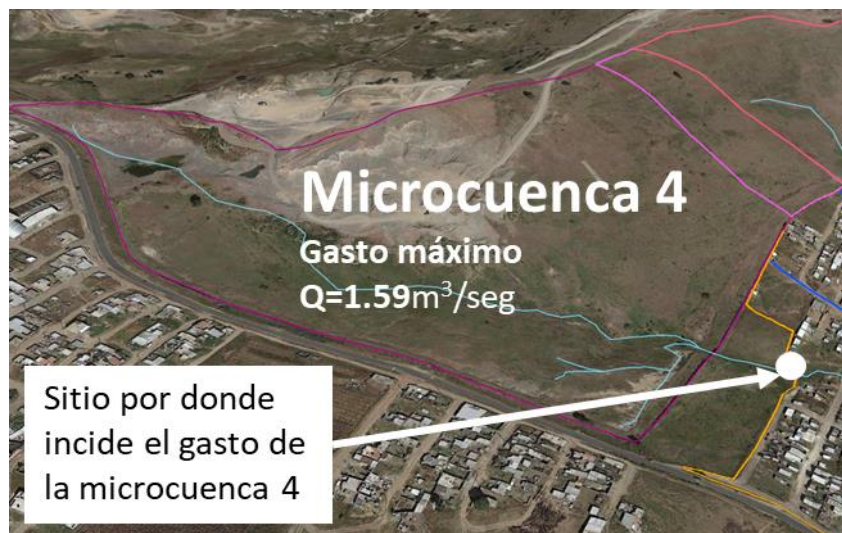 Microcuenca 4
Gasto máximo
Q=1.59m³/seg
Sitio por donde
incide el gasto de
la microcuenca 4